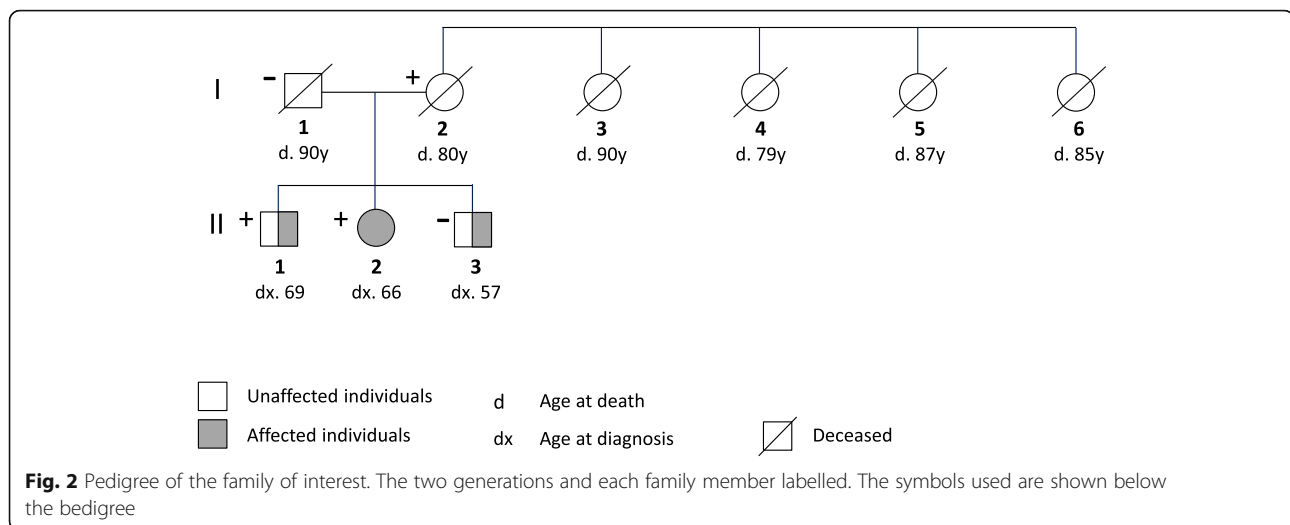 I - +
1 2 3 4 5 6
d. 90y d. 80y d. 90y d. 79y d. 87y d. 85y
II + + -
1 2 3
dx. 69 dx. 66 dx. 57
Unaffected individuals d Age at death
Affected individuals dx Age at diagnosis Deceased
Fig. 2 Pedigree of the family of interest. The two generations and each family member labelled. The symbols used are shown below
the bedigree